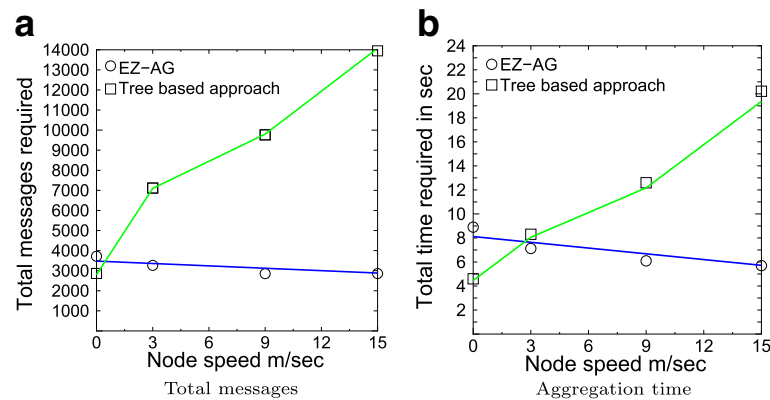 a
14000
13000
12000
11000
10000
9000
8000
7000
6000
5000
4000
3000
2000
1000
Total messages required
EZ−AG
Tree based approach
0 3 6 9 12 15
Node speed m/sec
Total messages
b
24
22
20
18
16
14
12
10
8
6
4
2
Total time required in sec
EZ−AG
Tree based approach
0 3 6 9 12 15
Node speed m/sec
Aggregation time